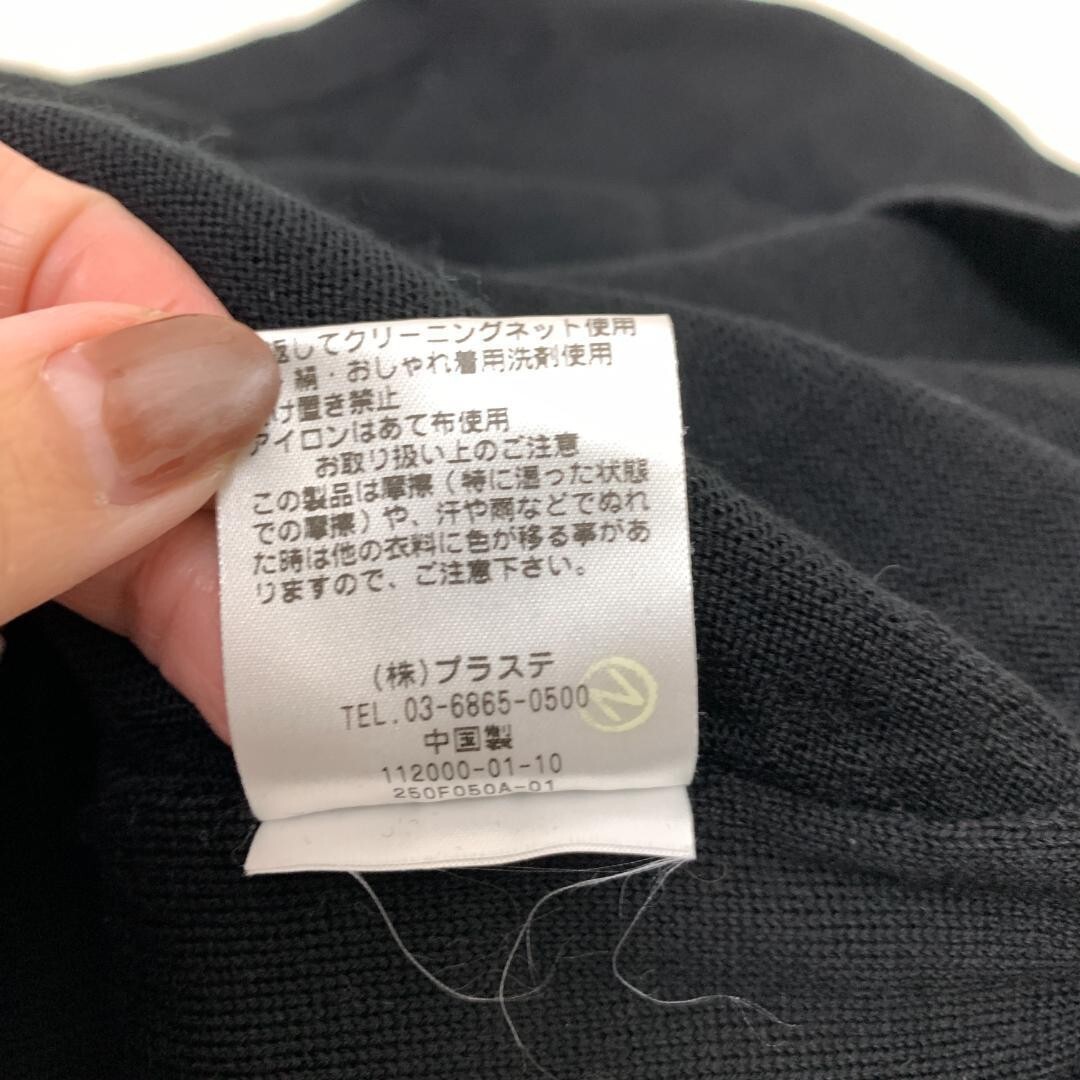 返してクリーニングネット使用
絹・おしゃれ着用洗剤使用
け置き禁止
アイロンはあて布使用
お取り扱い上のご注意
この製品は摩擦(特に湿った状態
での摩擦)や、汗や雨などでぬれ
た時は他の衣料に色が移る事があ
りますので、ご注意下さい。
(株)プラステ
TEL.03-6865-0500
N
中国製
112000-01-10
250F050A-01